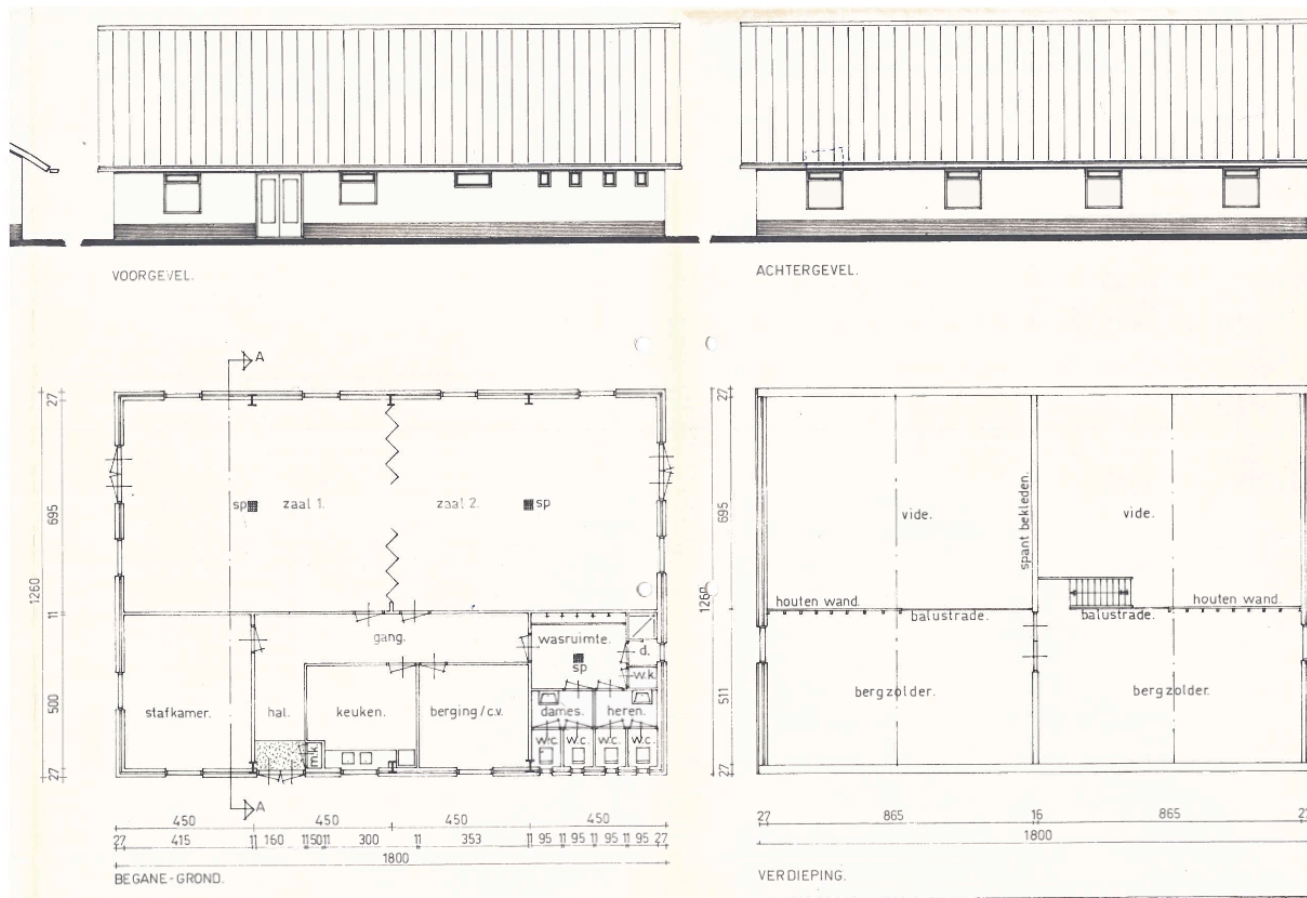 VOORGEVEL.
ACHTERGEVEL.
A
27
695
11
500
27
1260
sp
zaal 1.
zaal 2.
sp
gang.
wasruimte.
sp
d.
w.k.
stafkamer.
hal.
keuken.
berging/c.v.
dames.
heren.
m.k.
w.c.
w.c.
w.c.
w.c.
A
450
450
450
450
27
415
11
160
11
50
11
300
11
353
11
95
11
95
11
95
11
95
27
1800
BEGANE-GROND.
27
695
511
27
1260
vide.
vide.
spant bekleden.
houten wand.
balustrade.
balustrade.
houten wand.
bergzolder.
bergzolder.
27
865
16
865
1800
VERDIEPING.